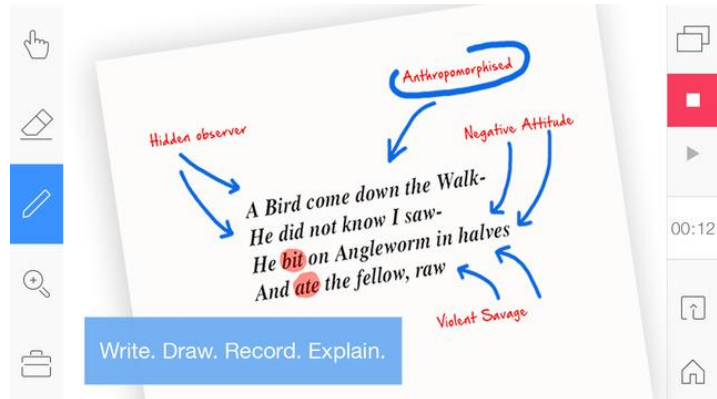 Anthropomorphised
Hidden observer
Negative Attitude
A Bird come down the Walk-
He did not know I saw-
He bit on Angleworm in halves
And ate the fellow, raw
Violent Savage
00:12
Write. Draw. Record. Explain.